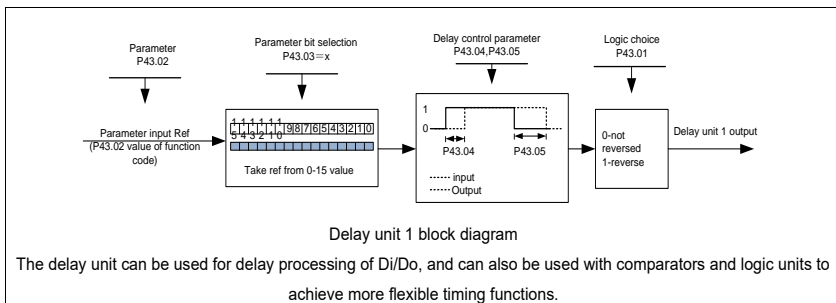 Parameter
P43.02
Parameter bit selection
P43.03=x
Delay control parameter
P43.04,P43.05
Logic choice
P43.01
Parameter input Ref
(P43.02 value of function
code)
1 1 1 1 1 1
5 4 3 2 1 0 9 8 7 6 5 4 3 2 1 0
Take ref from 0-15 value
1
0
P43.04
P43.05
input
Output
0-not
reversed
1-reverse
Delay unit 1 output
Delay unit 1 block diagram
The delay unit can be used for delay processing of Di/Do, and can also be used with comparators and logic units to
achieve more flexible timing functions.